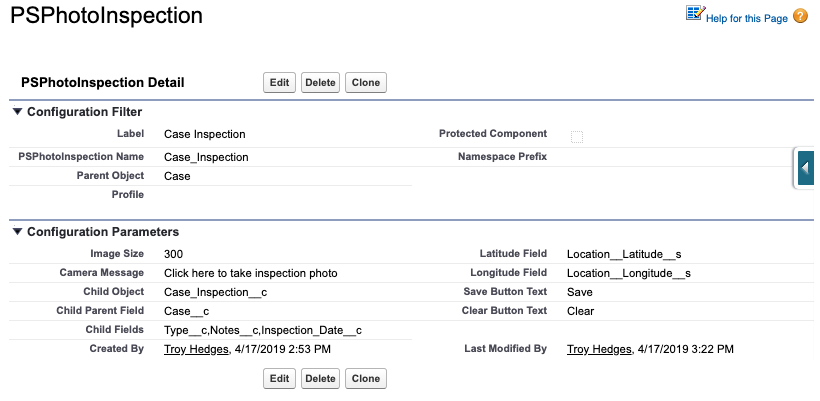 PSPhotoInspection
Help for this Page
PSPhotoInspection Detail
Edit Delete Clone
Configuration Filter
Label Case Inspection Protected Component
PSPhotoInspection Name Case_Inspection Namespace Prefix
Parent Object Case
Profile
Configuration Parameters
Image Size 300 Latitude Field Location__Latitude__s
Camera Message Click here to take inspection photo Longitude Field Location__Longitude__s
Child Object Case_Inspection__c Save Button Text Save
Child Parent Field Case__c Clear Button Text Clear
Child Fields Type__c,Notes__c,Inspection_Date__c
Created By Troy Hedges, 4/17/2019 2:53 PM Last Modified By Troy Hedges, 4/17/2019 3:22 PM
Edit Delete Clone